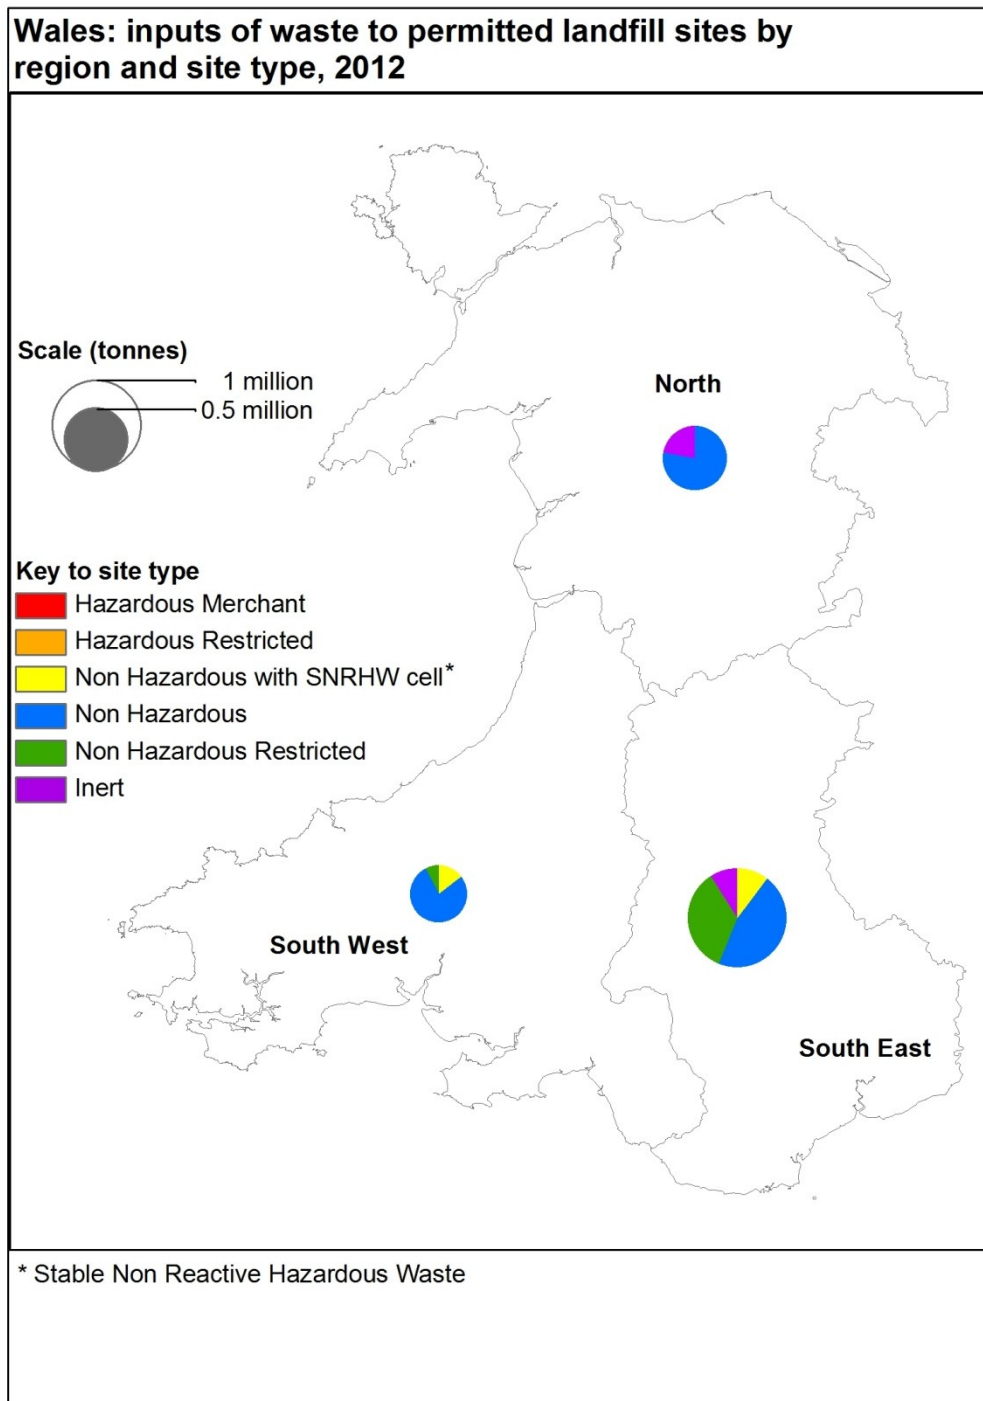 Wales: inputs of waste to permitted landfill sites by
region and site type, 2012
Scale (tonnes)
1 million
0.5 million
North
Key to site type
Hazardous Merchant
Hazardous Restricted
Non Hazardous with SNRHW cell*
Non Hazardous
Non Hazardous Restricted
Inert
South West
South East
* Stable Non Reactive Hazardous Waste